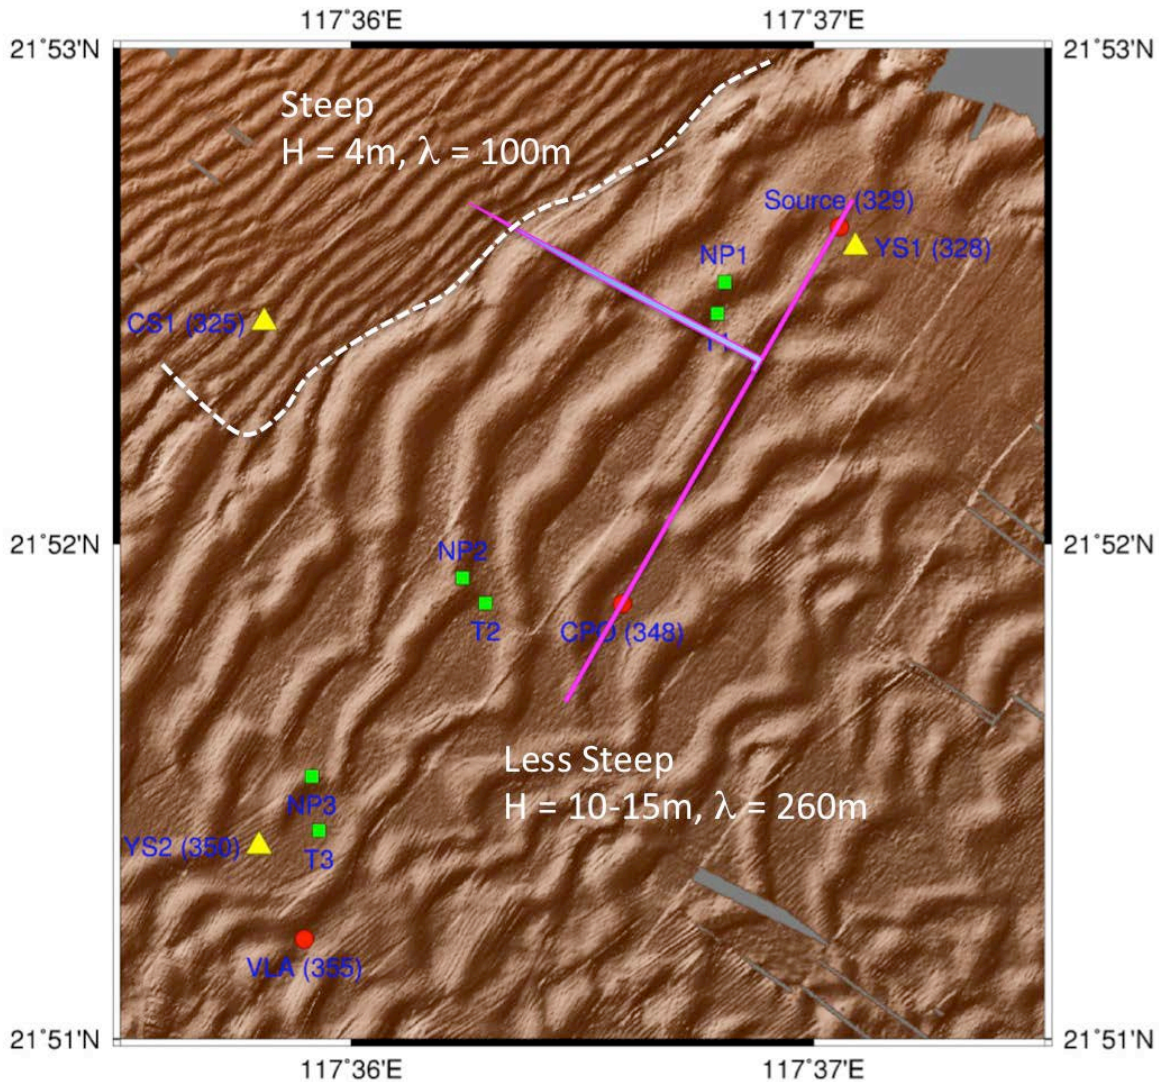 117°36'E 117°37'E
21°53'N 21°53'N
Steep
H = 4m, λ = 100m
Source (329)
YS1 (328)
NP1
T1
CS1 (325)
21°52'N 21°52'N
NP2
T2
CPO (348)
Less Steep
H = 10-15m, λ = 260m
NP3
YS2 (350)
T3
VLA (355)
21°51'N 21°51'N
117°36'E 117°37'E